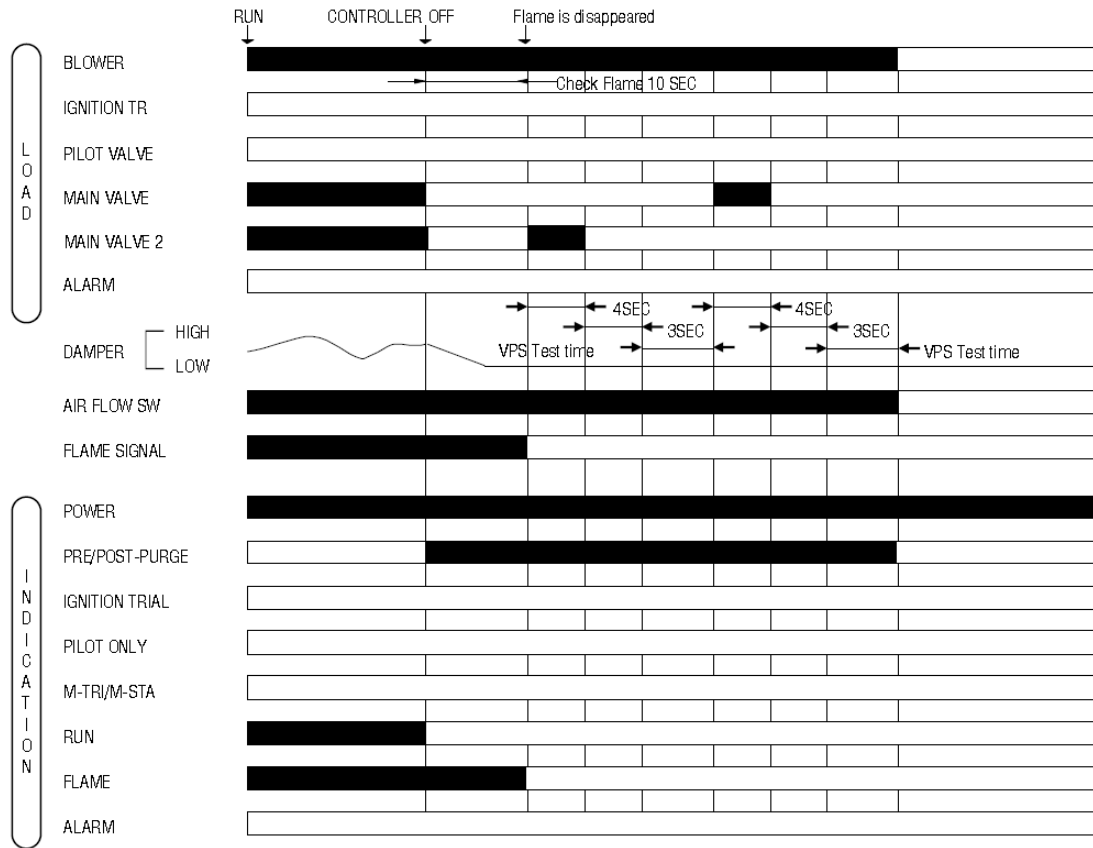 RUN CONTROLLER OFF Flame is disappeared
LOAD
BLOWER
Check Flame 10 SEC
IGNITION TR
PILOT VALVE
MAIN VALVE
MAIN VALVE 2
ALARM
4SEC 4SEC
HIGH
3SEC 3SEC
DAMPER
VPS Test time VPS Test time
LOW
AIR FLOW SW
FLAME SIGNAL
INDICATION
POWER
PRE/POST-PURGE
IGNITION TRIAL
PILOT ONLY
M-TRI/M-STA
RUN
FLAME
ALARM